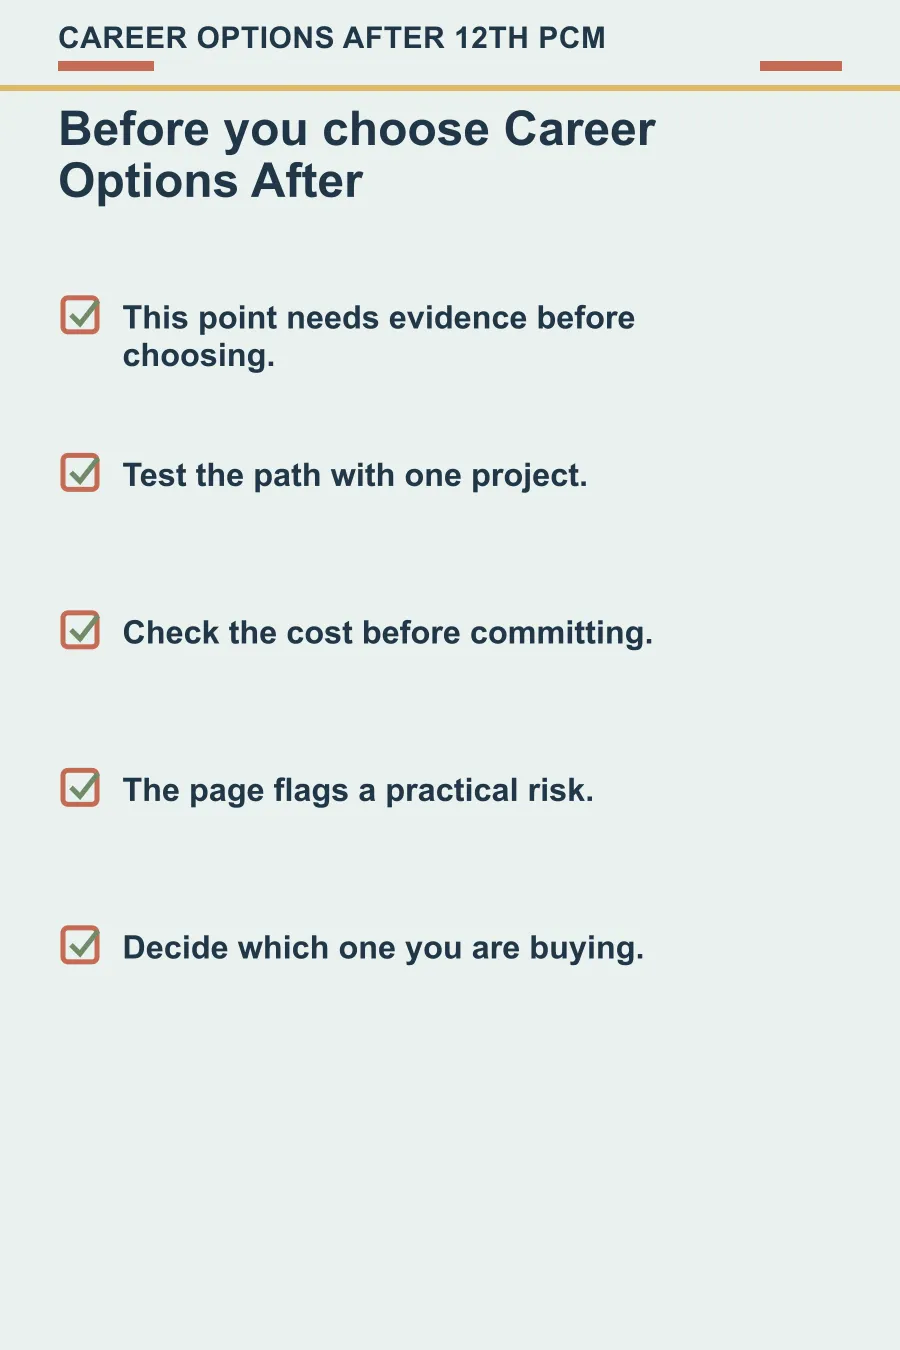 CAREER OPTIONS AFTER 12TH PCM
Before you choose Career
Options After
This point needs evidence before
choosing.
Test the path with one project.
Check the cost before committing.
The page flags a practical risk.
Decide which one you are buying.